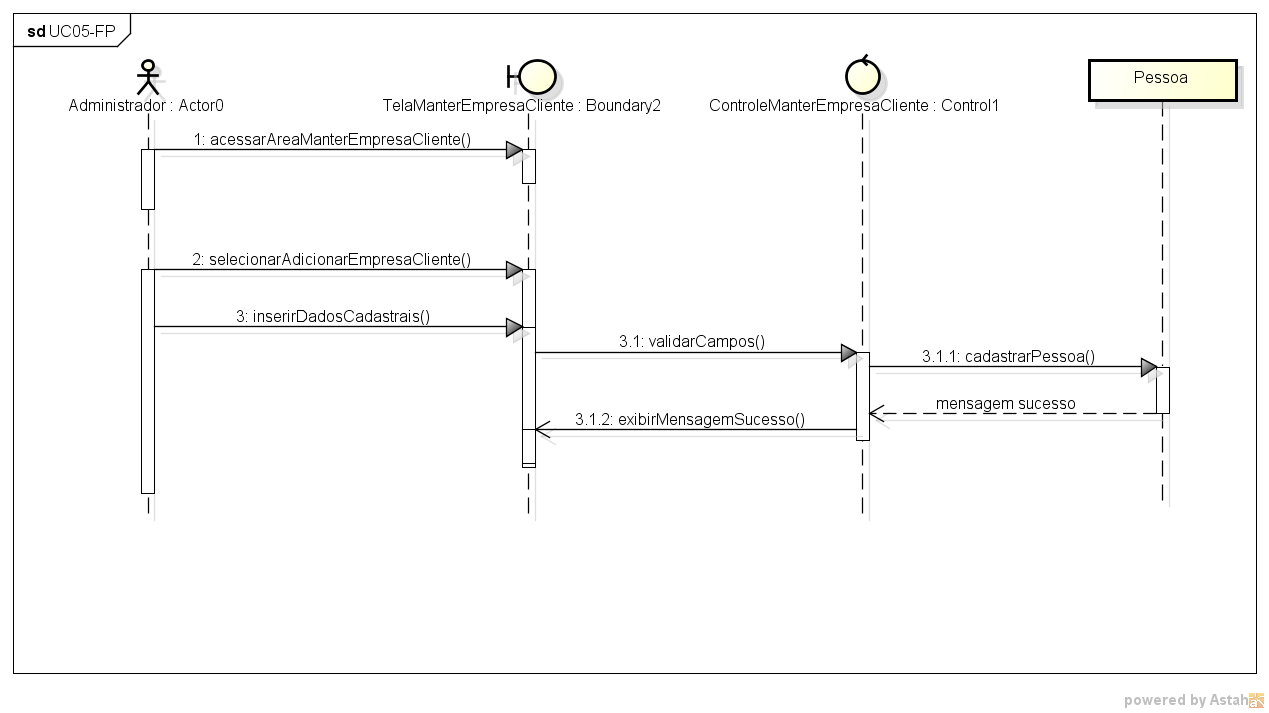 sd UC05-FP
Administrador : Actor0
TelaManterEmpresaCliente : Boundary2
ControleManterEmpresaCliente : Control1
Pessoa
1: acessarAreaManterEmpresaCliente()
2: selecionarAdicionarEmpresaCliente()
3: inserirDadosCadastrais()
3.1: validarCampos()
3.1.1: cadastrarPessoa()
mensagem sucesso
3.1.2: exibirMensagemSucesso()
powered by Astah